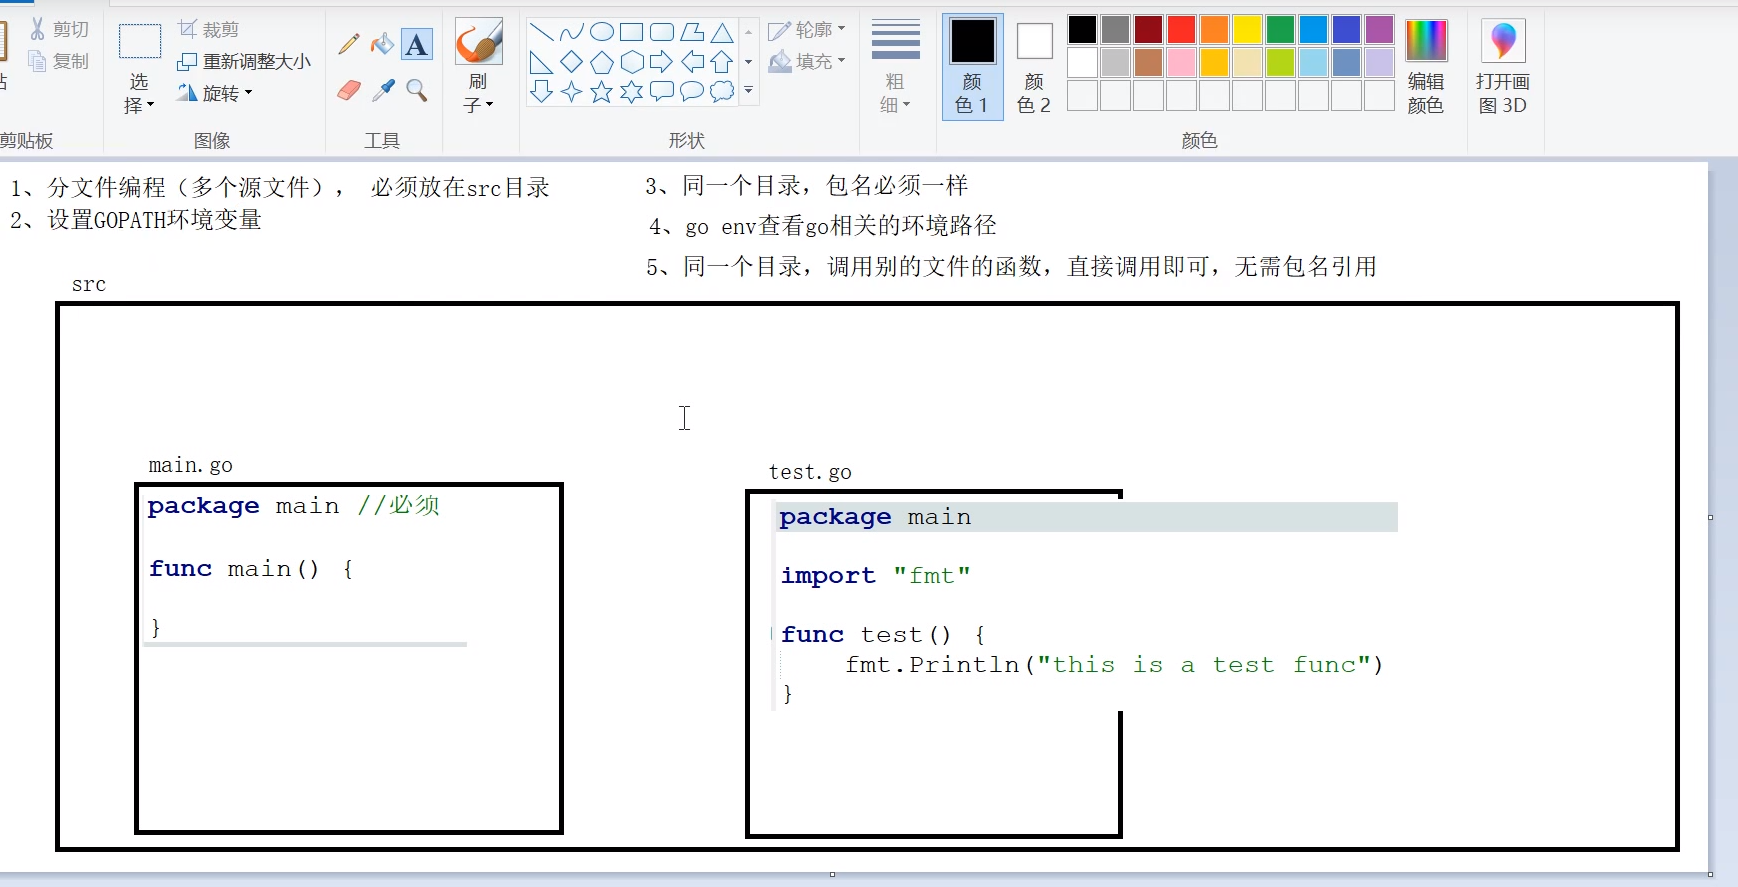 剪切
复制
剪贴板
选
择
裁剪
重新调整大小
旋转
图像
A
工具
刷
子
形状
轮廓
填充
粗
细
颜
色 1
颜
色 2
颜色
编辑
颜色
打开画
图 3D
1、分文件编程（多个源文件）， 必须放在src目录
2、设置GOPATH环境变量
3、同一个目录，包名必须一样
4、go env查看go相关的环境路径
5、同一个目录，调用别的文件的函数，直接调用即可，无需包名引用
src
main.go
package main //必须
func main() {
}
test.go
package main
import "fmt"
func test() {
fmt.Println("this is a test func")
}